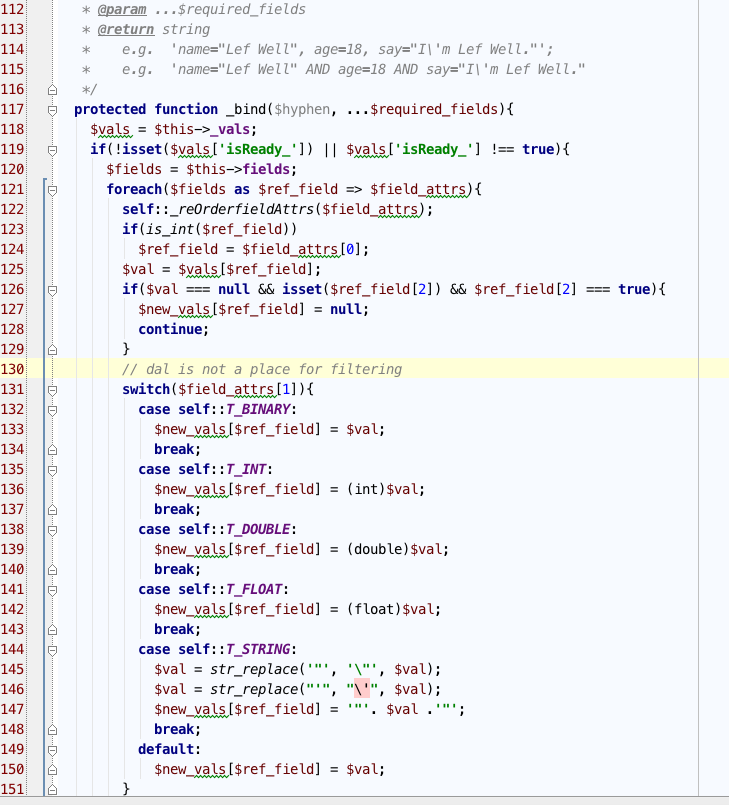 112 * @param ...$required_fields
113 * @return string
114 *    e.g.  'name="Lef Well", age=18, say="I\'m Lef Well."';
115 *    e.g.  'name="Lef Well" AND age=18 AND say="I\'m Lef Well."
116 */
117 protected function _bind($hyphen, ...$required_fields){
118   $vals = $this->_vals;
119   if(!isset($vals['isReady_']) || $vals['isReady_'] !== true){
120     $fields = $this->fields;
121     foreach($fields as $ref_field => $field_attrs){
122       self::_reOrderfieldAttrs($field_attrs);
123       if(is_int($ref_field))
124         $ref_field = $field_attrs[0];
125       $val = $vals[$ref_field];
126       if($val === null && isset($ref_field[2]) && $ref_field[2] === true){
127         $new_vals[$ref_field] = null;
128         continue;
129       }
130       // dal is not a place for filtering
131       switch($field_attrs[1]){
132         case self::T_BINARY:
133           $new_vals[$ref_field] = $val;
134           break;
135         case self::T_INT:
136           $new_vals[$ref_field] = (int)$val;
137           break;
138         case self::T_DOUBLE:
139           $new_vals[$ref_field] = (double)$val;
140           break;
141         case self::T_FLOAT:
142           $new_vals[$ref_field] = (float)$val;
143           break;
144         case self::T_STRING:
145           $val = str_replace('"', '\"', $val);
146           $val = str_replace("'", "\'", $val);
147           $new_vals[$ref_field] = '"'. $val .'"';
148           break;
149         default:
150           $new_vals[$ref_field] = $val;
151       }